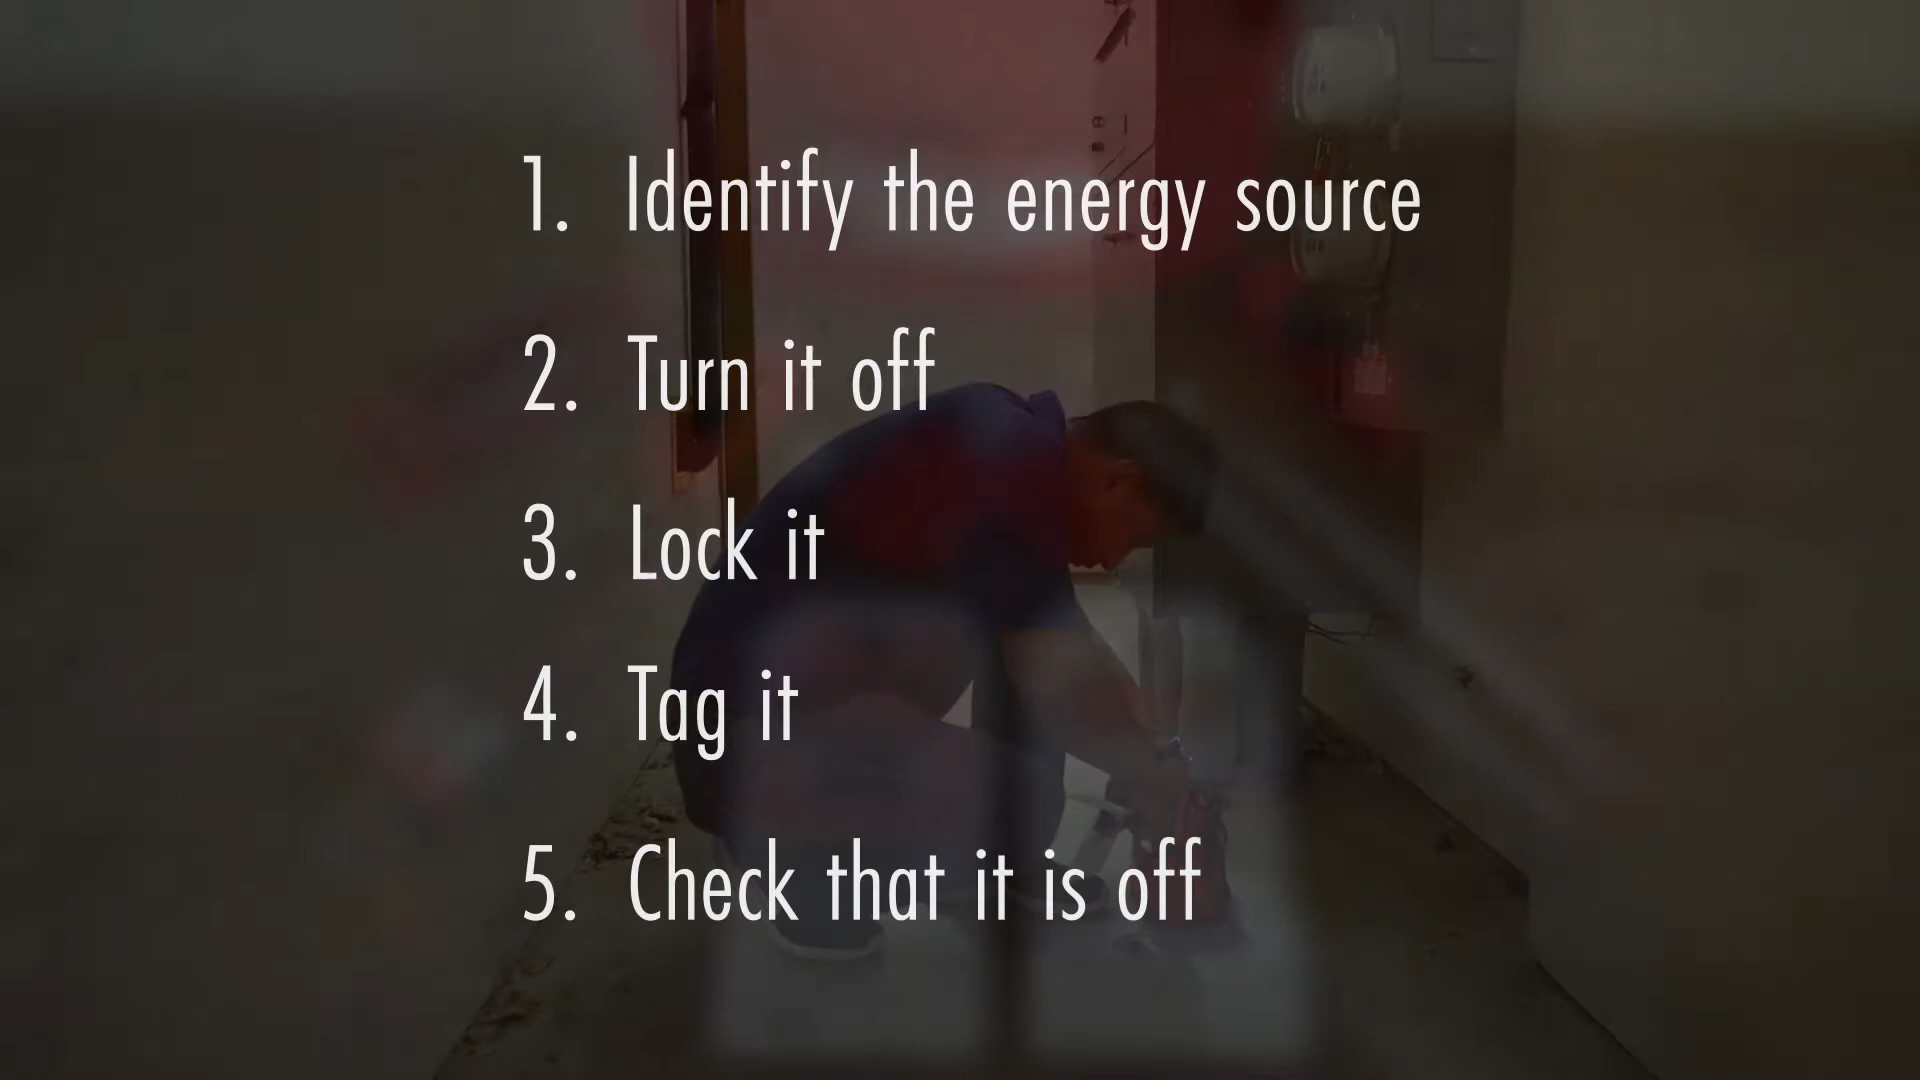 1. Identify the energy source
2. Turn it off
3. Lock it
4. Tag it
5. Check that it is off